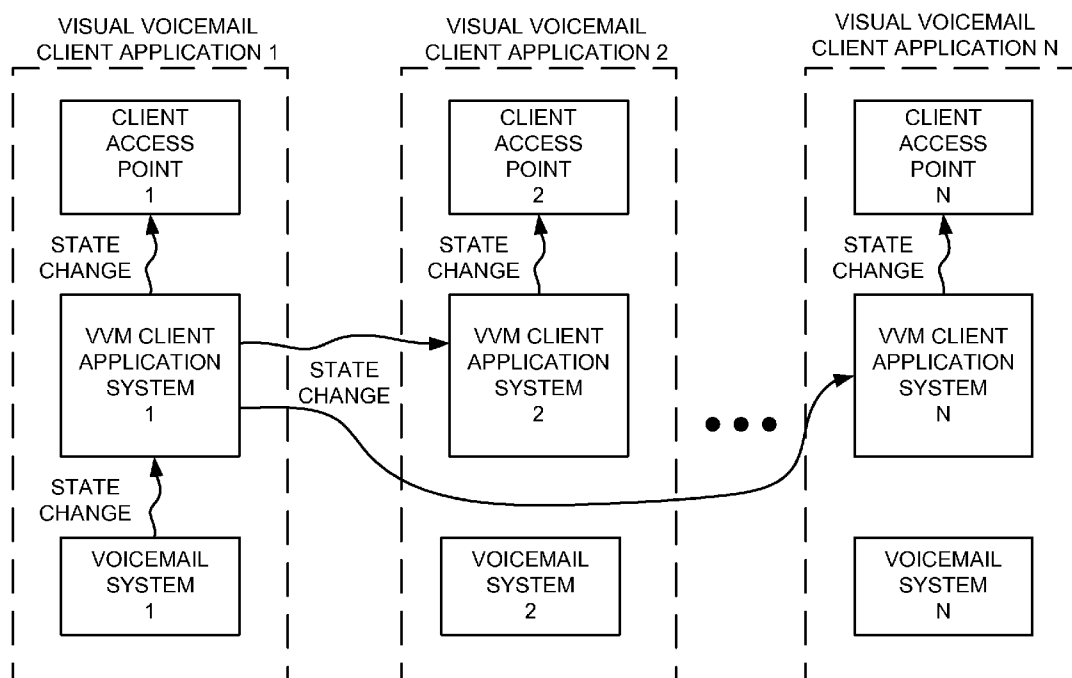 VISUAL VOICEMAIL
CLIENT APPLICATION 1
VISUAL VOICEMAIL
CLIENT APPLICATION 2
VISUAL VOICEMAIL
CLIENT APPLICATION N
CLIENT
ACCESS
POINT
1
CLIENT
ACCESS
POINT
2
CLIENT
ACCESS
POINT
N
STATE
CHANGE
STATE
CHANGE
STATE
CHANGE
VVM CLIENT
APPLICATION
SYSTEM
1
STATE
CHANGE
VVM CLIENT
APPLICATION
SYSTEM
2
VVM CLIENT
APPLICATION
SYSTEM
N
STATE
CHANGE
VOICEMAIL
SYSTEM
1
VOICEMAIL
SYSTEM
2
VOICEMAIL
SYSTEM
N